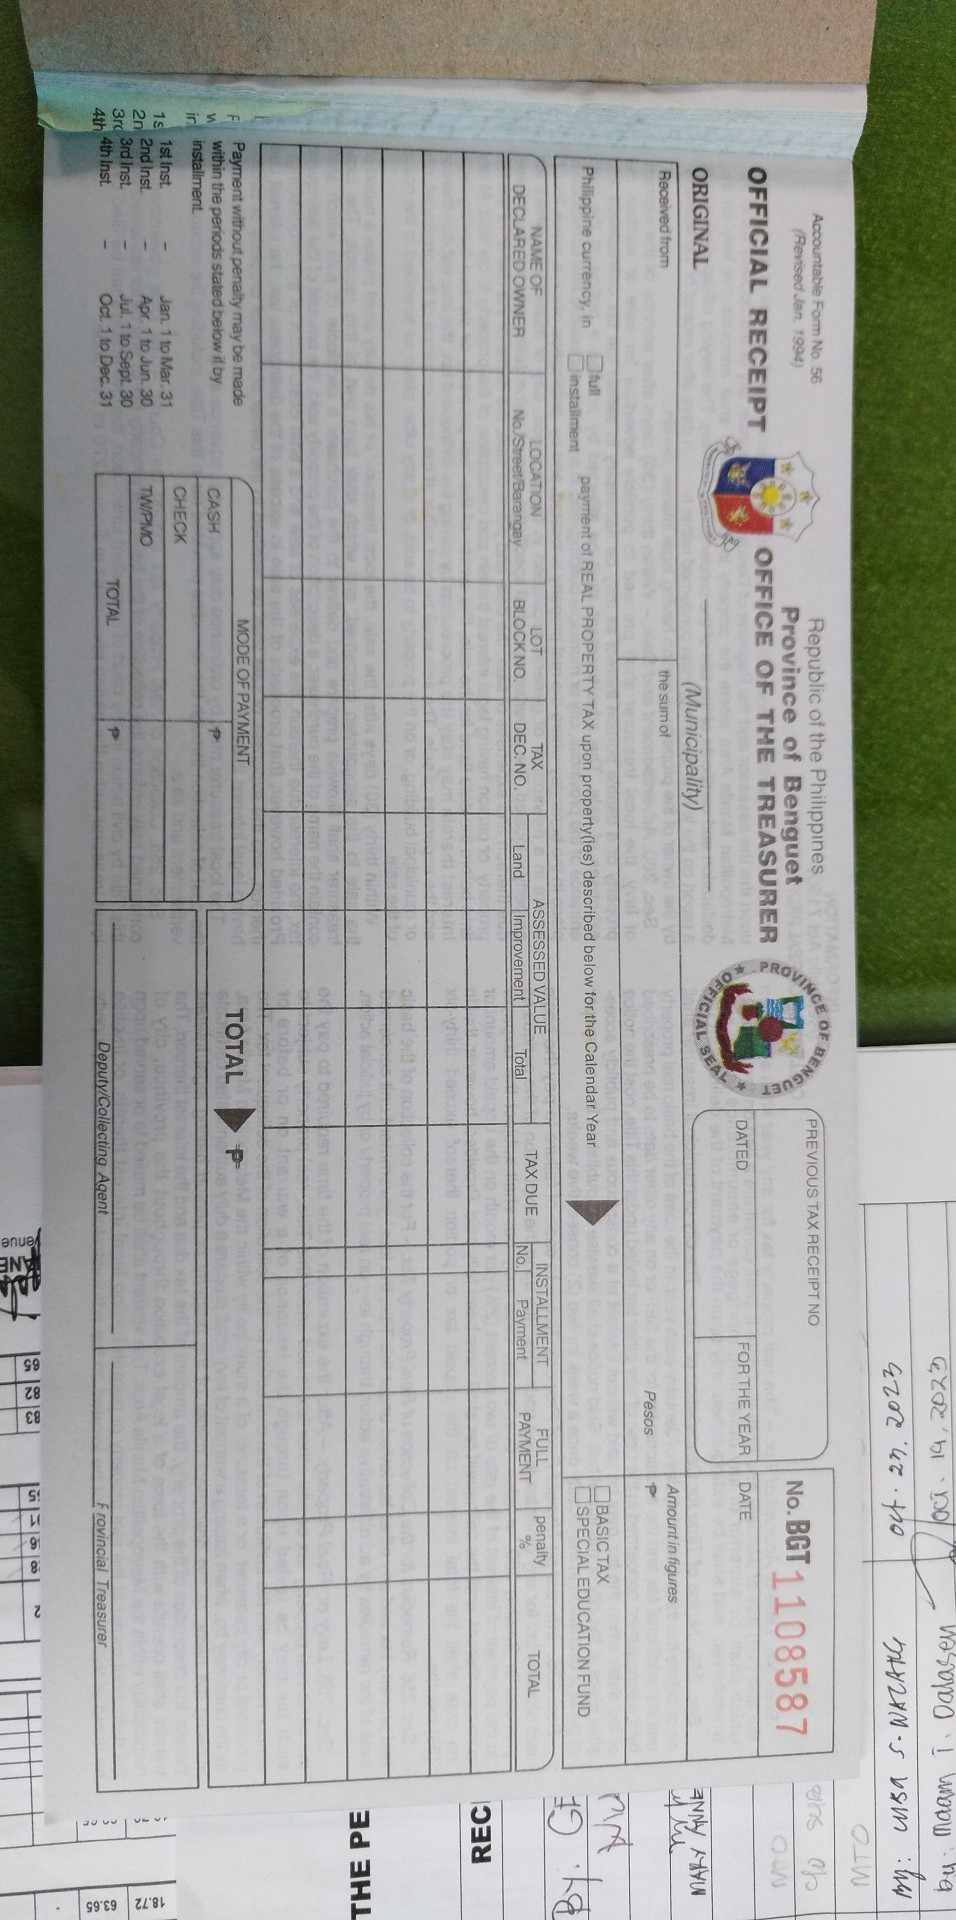 Accountable Form No. 56
(Revised Jan. 1994)
OFFICIAL RECEIPT
Republic of the Philippines
Province of Benguet
OFFICE OF THE TREASURER
(Municipality)
PROVINCE OF BENGUET
OFFICIAL SEAL
PREVIOUS TAX RECEIPT NO
DATED
FOR THE YEAR
No. BGT 1108587
ORIGINAL
DATE
Received from
the sum of
Pesos
Amount in figures
₱
Philippine currency, in
full
installment
payment of REAL PROPERTY TAX upon property(ies) described below for the Calendar Year
BASIC TAX
SPECIAL EDUCATION FUND
NAME OF DECLARED OWNER
LOCATION No./Street/Barangay
LOT BLOCK NO.
TAX DEC. NO.
ASSESSED VALUE
Land
Improvement
Total
TAX DUE
INSTALLMENT
No.
Payment
FULL PAYMENT
penalty %
TOTAL
Payment without penalty may be made
within the periods stated below if by
installment.
1st Inst. - Jan. 1 to Mar. 31
2nd Inst. - Apr. 1 to Jun. 30
3rd Inst. - Jul. 1 to Sept. 30
4th Inst. - Oct. 1 to Dec. 31
MODE OF PAYMENT
CASH ₱
CHECK
TW/PMO
TOTAL ₱
TOTAL ₱
Deputy/Collecting Agent
Provincial Treasurer
REC
THE PE
MARY ANNE
By:
MTO
Oct. 24, 2023
63.65
18.72